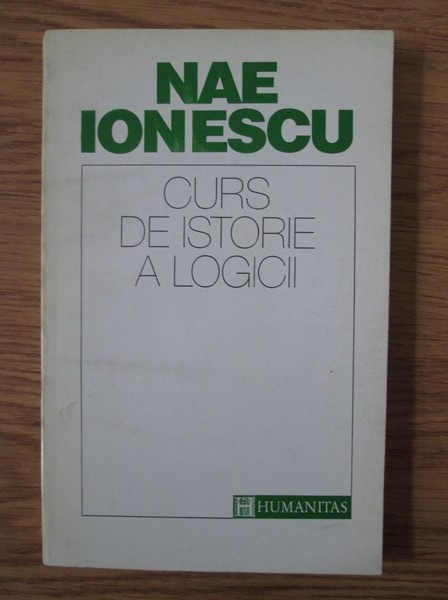 NAE
IONESCU
CURS
DE ISTORIE
A LOGICII
H HUMANITAS